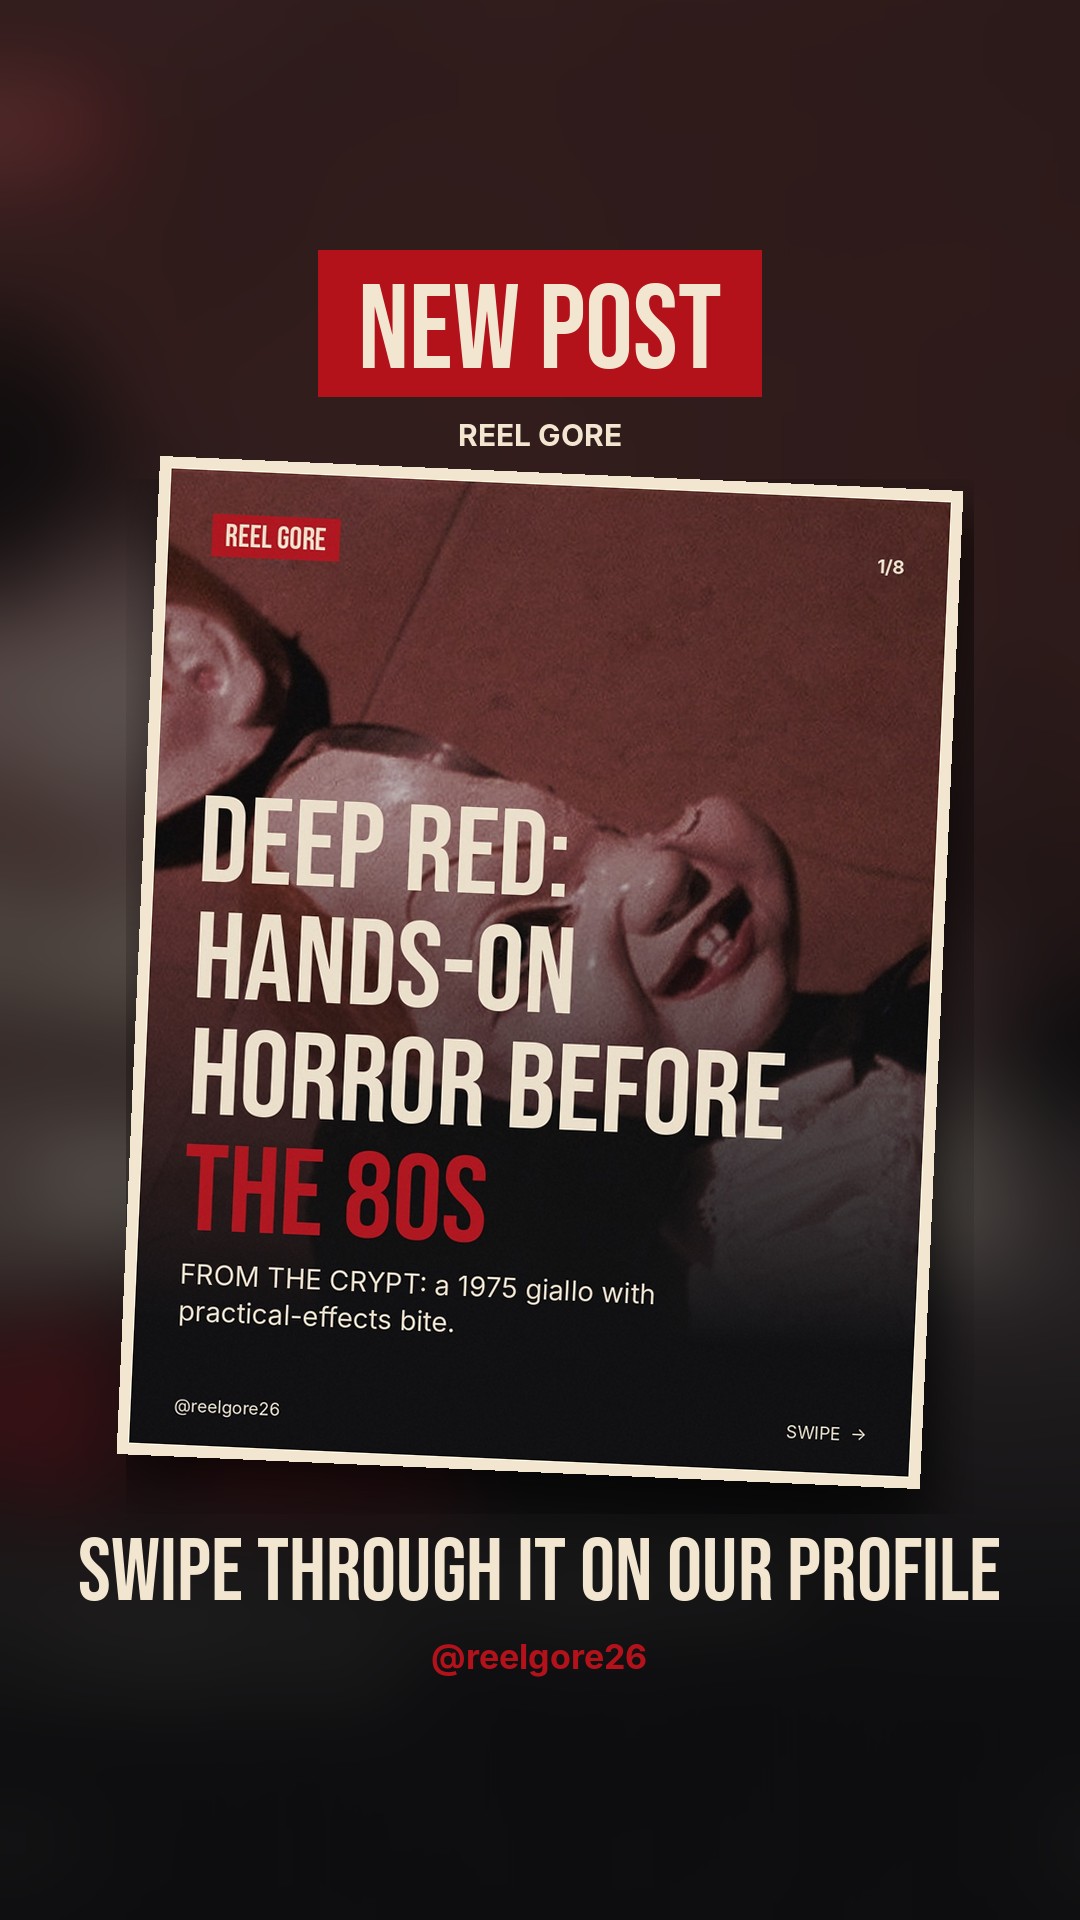 NEW POST
REEL GORE
REEL GORE
1/8
DEEP RED:
HANDS-ON
HORROR BEFORE
THE 80S
FROM THE CRYPT: a 1975 giallo with
practical-effects bite.
@reelgore26
SWIPE →
SWIPE THROUGH IT ON OUR PROFILE
@reelgore26